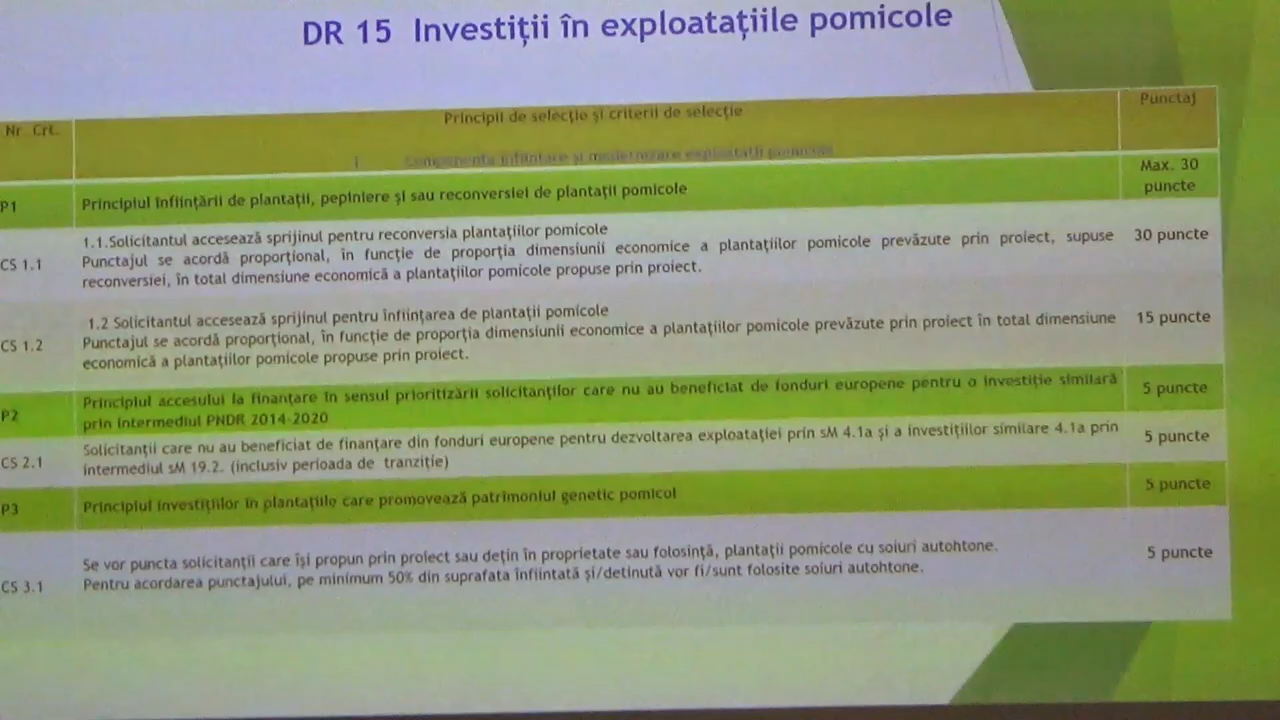 DR 15 Investiții în exploatațiile pomicole
Nr. Crt.
Principii de selecție și criterii de selecție
Punctaj
I Componenta înființare și modernizare exploatații pomicole
P1
Principiul înființării de plantații, pepiniere și sau reconversiei de plantații pomicole
Max. 30
puncte
CS 1.1
1.1.Solicitantul accesează sprijinul pentru reconversia plantațiilor pomicole
Punctajul se acordă proporțional, în funcție de proporția dimensiunii economice a plantațiilor pomicole prevăzute prin proiect, supuse
reconversiei, în total dimensiune economică a plantațiilor pomicole propuse prin proiect.
30 puncte
CS 1.2
1.2 Solicitantul accesează sprijinul pentru înființarea de plantații pomicole
Punctajul se acordă proporțional, în funcție de proporția dimensiunii economice a plantațiilor pomicole prevăzute prin proiect în total dimensiune
economică a plantațiilor pomicole propuse prin proiect.
15 puncte
P2
Principiul accesului la finanțare în sensul prioritizării solicitanților care nu au beneficiat de fonduri europene pentru o investiție similară
prin intermediul PNDR 2014-2020
5 puncte
CS 2.1
Solicitanții care nu au beneficiat de finanțare din fonduri europene pentru dezvoltarea exploatației prin sM 4.1a și a investițiilor similare 4.1a prin
intermediul sM 19.2. (inclusiv perioada de tranziție)
5 puncte
P3
Principiul investițiilor în plantațiile care promovează patrimoniul genetic pomicol
5 puncte
CS 3.1
Se vor puncta solicitanții care își propun prin proiect sau dețin în proprietate sau folosință, plantații pomicole cu soiuri autohtone.
Pentru acordarea punctajului, pe minimum 50% din suprafata înființată și/detinută vor fi/sunt folosite soiuri autohtone.
5 puncte